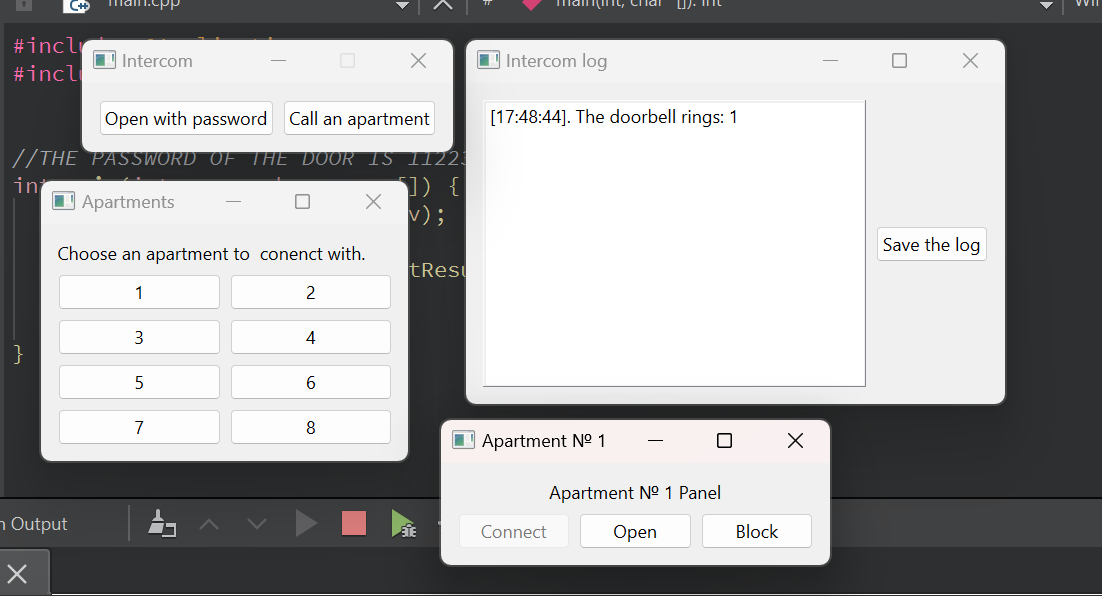 main.cpp
#
main(int, char *[]): int
Win
#inclu
#inclu
Intercom
Open with password
Call an apartment
Intercom log
[17:48:44]. The doorbell rings: 1
Save the log
//THE PASSWORD OF THE DOOR IS 11223
in
[]) {
v);
tResu
}
Apartments
Choose an apartment to  conenct with.
1
2
3
4
5
6
7
8
Apartment № 1
Apartment № 1 Panel
Connect
Open
Block
n Output